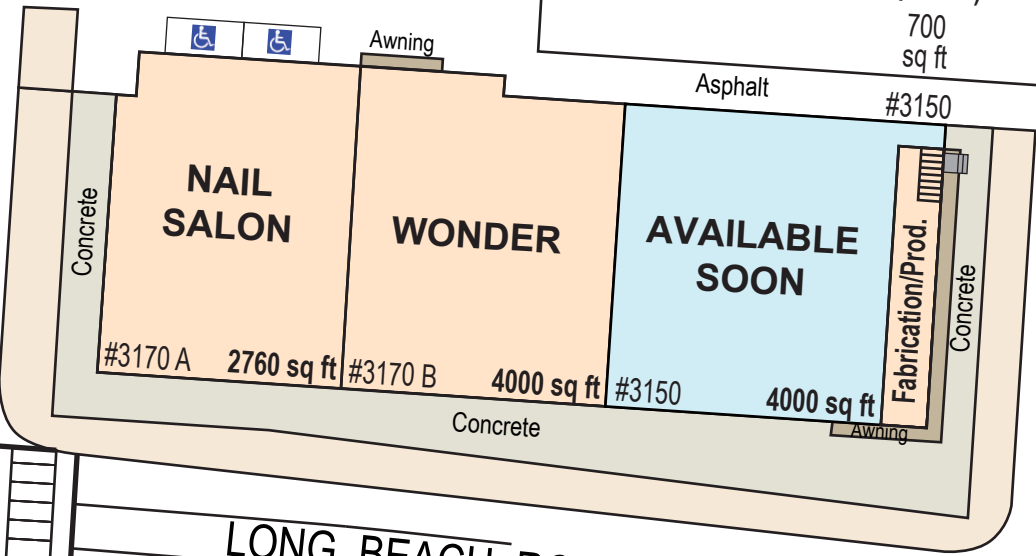 700
sq ft
Awning
Asphalt
#3150
NAIL
SALON
WONDER
AVAILABLE
SOON
Concrete
Fabrication/Prod.
Concrete
#3170 A
2760 sq ft
#3170 B
4000 sq ft
#3150
4000 sq ft
Awning
Concrete
LONG BEACH